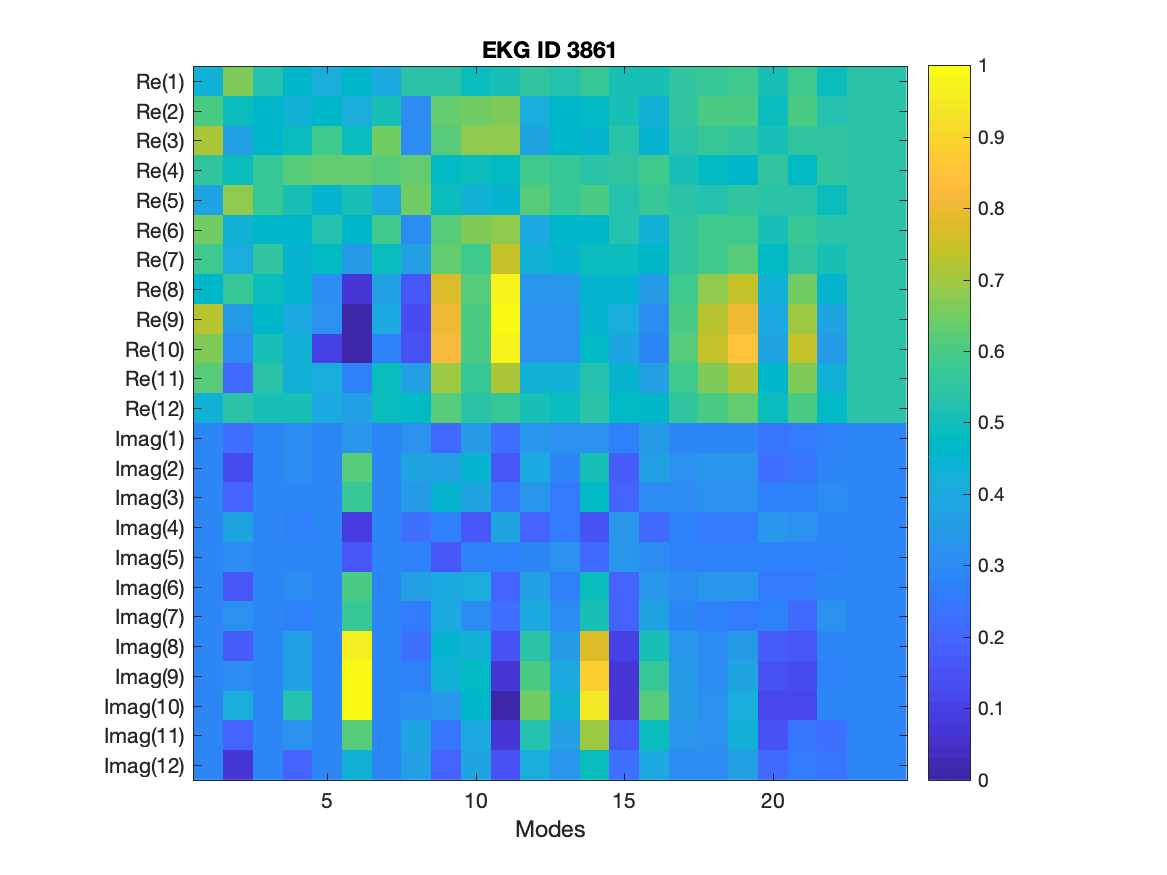 EKG ID 3861
Re(1)
Re(2)
Re(3)
Re(4)
Re(5)
Re(6)
Re(7)
Re(8)
Re(9)
Re(10)
Re(11)
Re(12)
Imag(1)
Imag(2)
Imag(3)
Imag(4)
Imag(5)
Imag(6)
Imag(7)
Imag(8)
Imag(9)
Imag(10)
Imag(11)
Imag(12)
5 10 15 20
Modes
1
0.9
0.8
0.7
0.6
0.5
0.4
0.3
0.2
0.1
0